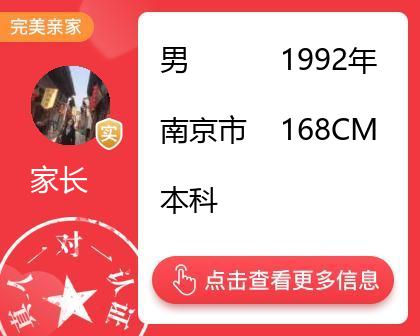 完美亲家
男 1992年
南京市 168CM
本科
实
家长
一对一认证
真人
点击查看更多信息